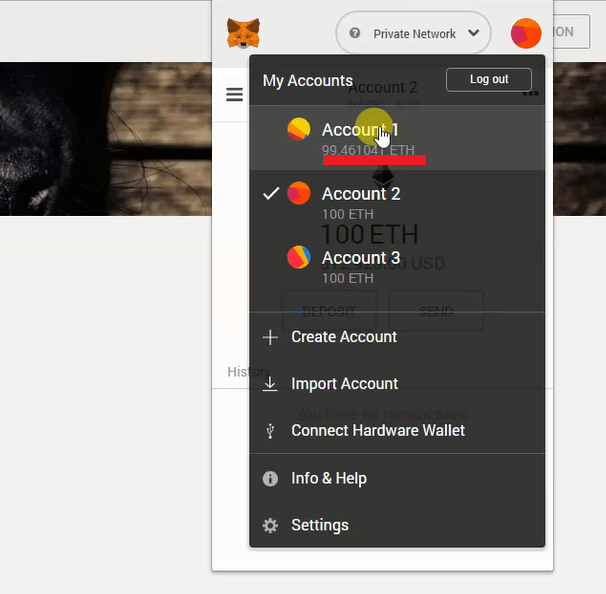 Private Network
ION
My Accounts
Log out
Account 2
Account 1
99.461041 ETH
Account 2
100 ETH
100 ETH
Account 3
USD
100 ETH
DEPOSIT
SEND
Create Account
History
Import Account
You have no transactions
Connect Hardware Wallet
Info & Help
Settings